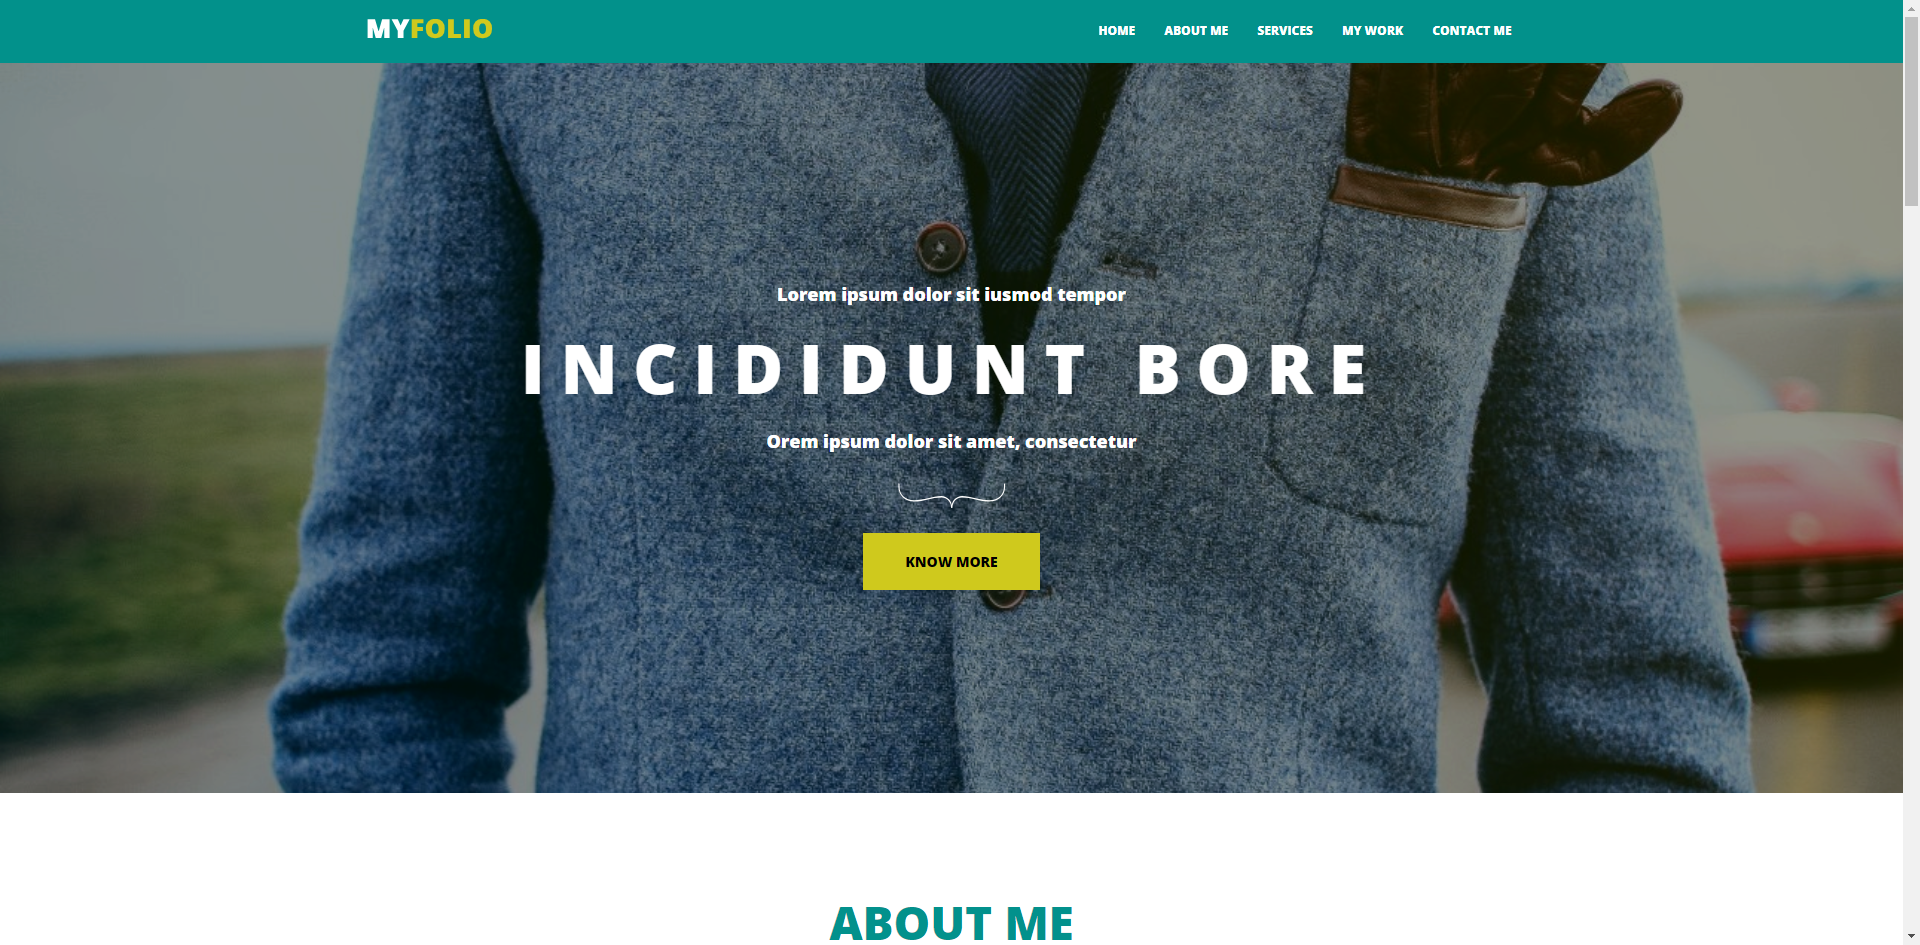 MYFOLIO
HOME ABOUT ME SERVICES MY WORK CONTACT ME
Lorem ipsum dolor sit iusmod tempor
INCIDIDUNT BORE
Orem ipsum dolor sit amet, consectetur
KNOW MORE
ABOUT ME